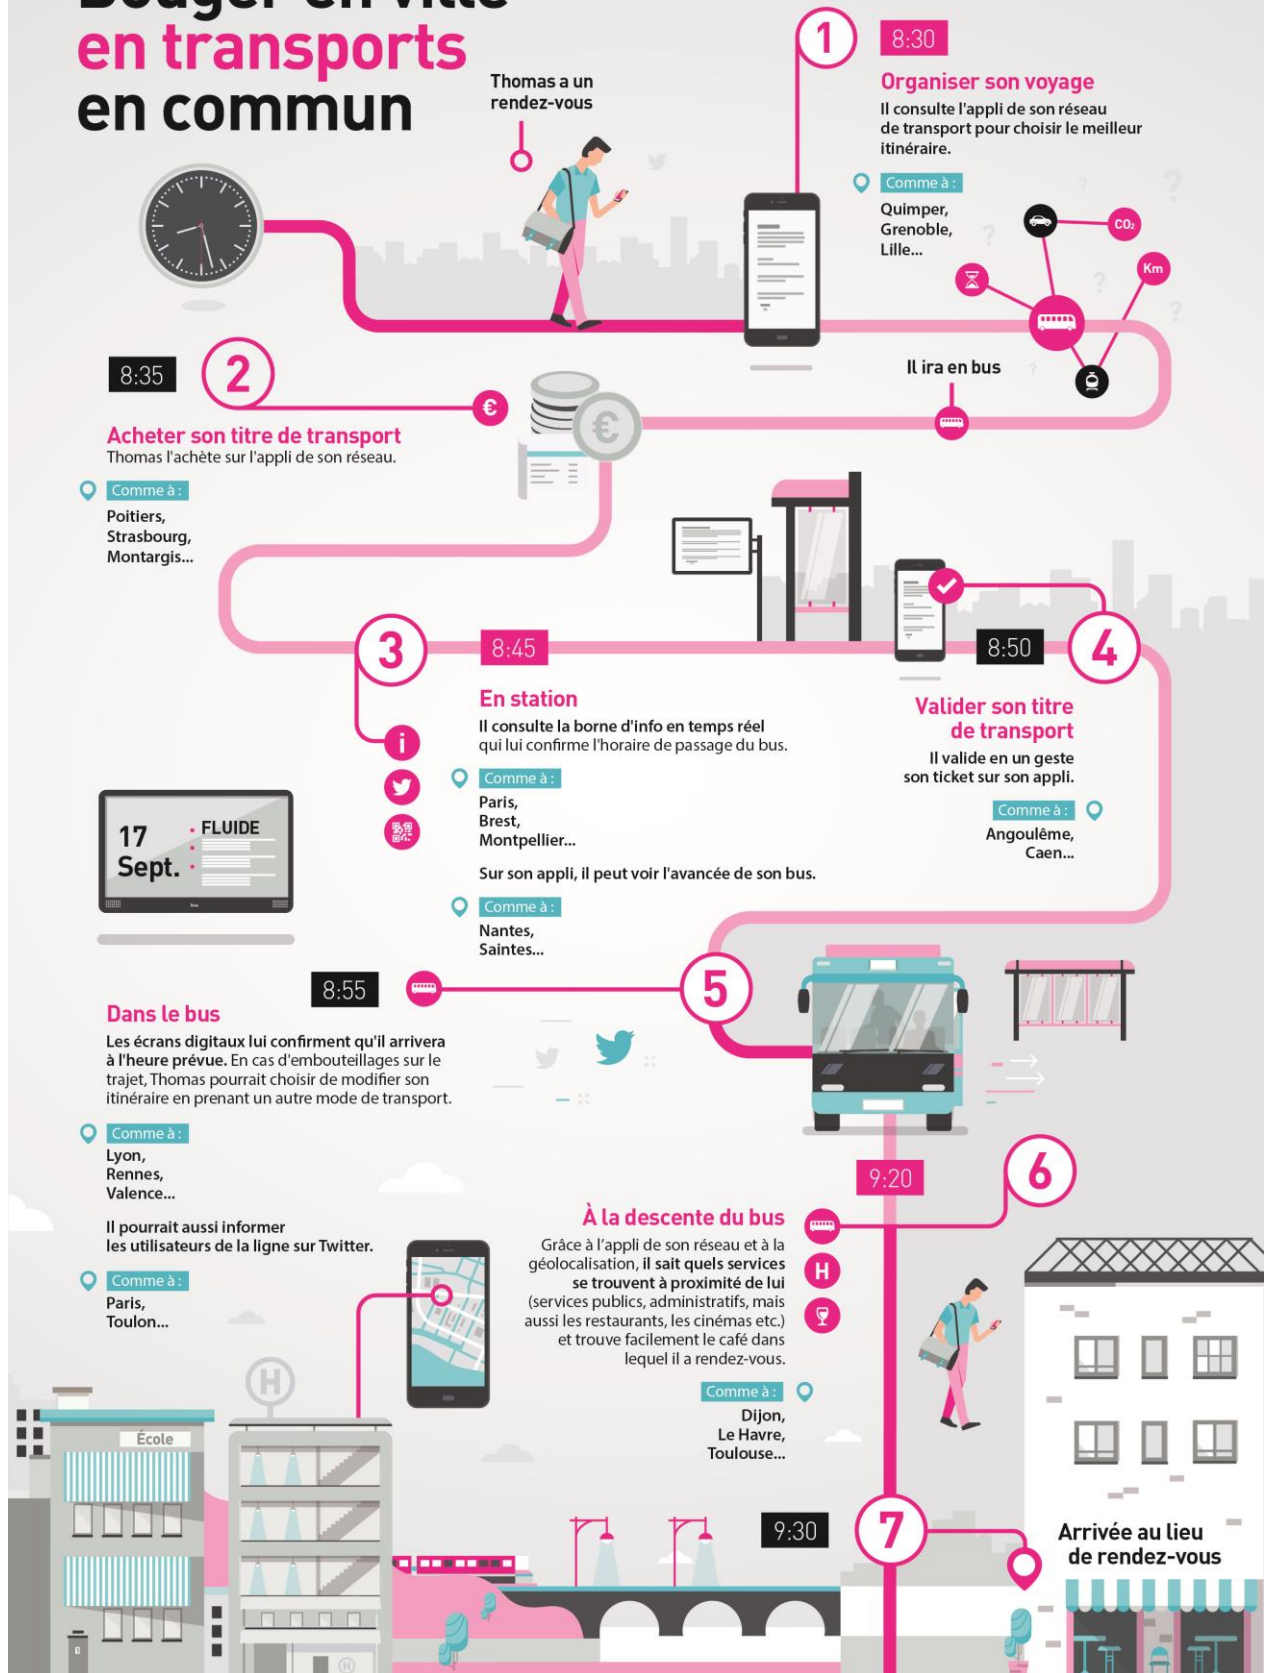 Bouger en ville
en transports
en commun
Thomas a un
rendez-vous
1
8:30
Organiser son voyage
Il consulte l'appli de son réseau
de transport pour choisir le meilleur
itinéraire.
Comme à :
Quimper,
Grenoble,
Lille...
?
?
?
?
?
?
CO₂
Km
Il ira en bus
8:35
2
€
€
Acheter son titre de transport
Thomas l'achète sur l'appli de son réseau.
Comme à :
Poitiers,
Strasbourg,
Montargis...
3
8:45
En station
Il consulte la borne d'info en temps réel
qui lui confirme l'horaire de passage du bus.
i
Comme à :
Paris,
Brest,
Montpellier...
Sur son appli, il peut voir l'avancée de son bus.
Comme à :
Nantes,
Saintes...
8:50
4
Valider son titre
de transport
Il valide en un geste
son ticket sur son appli.
Comme à :
Angoulême,
Caen...
17
Sept.
• FLUIDE
8:55
5
Dans le bus
Les écrans digitaux lui confirment qu'il arrivera
à l'heure prévue. En cas d'embouteillages sur le
trajet, Thomas pourrait choisir de modifier son
itinéraire en prenant un autre mode de transport.
Comme à :
Lyon,
Rennes,
Valence...
Il pourrait aussi informer
les utilisateurs de la ligne sur Twitter.
Comme à :
Paris,
Toulon...
9:20
6
À la descente du bus
Grâce à l'appli de son réseau et à la
géolocalisation, il sait quels services
se trouvent à proximité de lui
(services publics, administratifs, mais
aussi les restaurants, les cinémas etc.)
et trouve facilement le café dans
lequel il a rendez-vous.
H
Comme à :
Dijon,
Le Havre,
Toulouse...
H
École
H
9:30
7
Arrivée au lieu
de rendez-vous